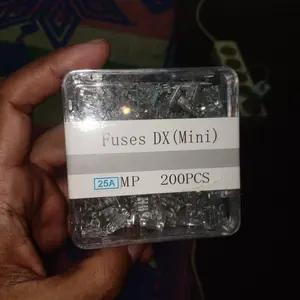 Fuses DX(Mini)
25A MP 200PCS